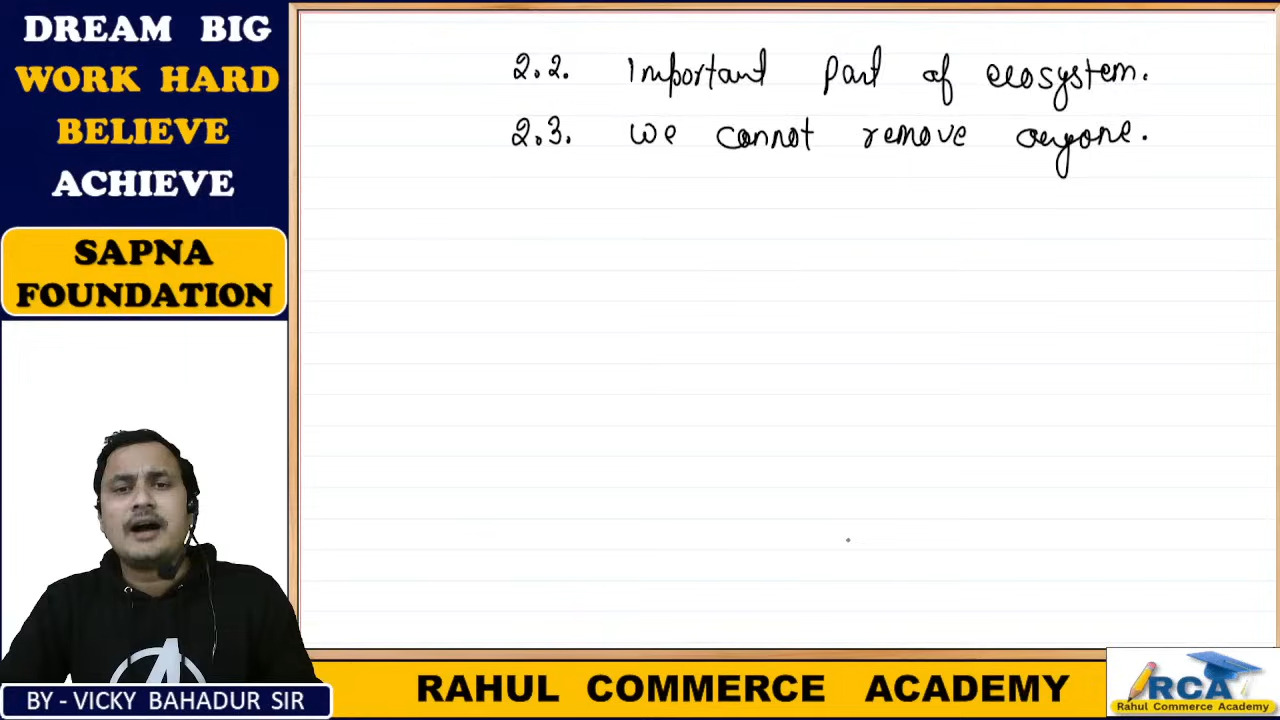 DREAM BIG
WORK HARD
BELIEVE
ACHIEVE
SAPNA
FOUNDATION
2.2. Important Part of ecosystem.
2.3. we cannot remove anyone.
BY - VICKY BAHADUR SIR
RAHUL COMMERCE ACADEMY
RCA
Rahul Commerce Academy